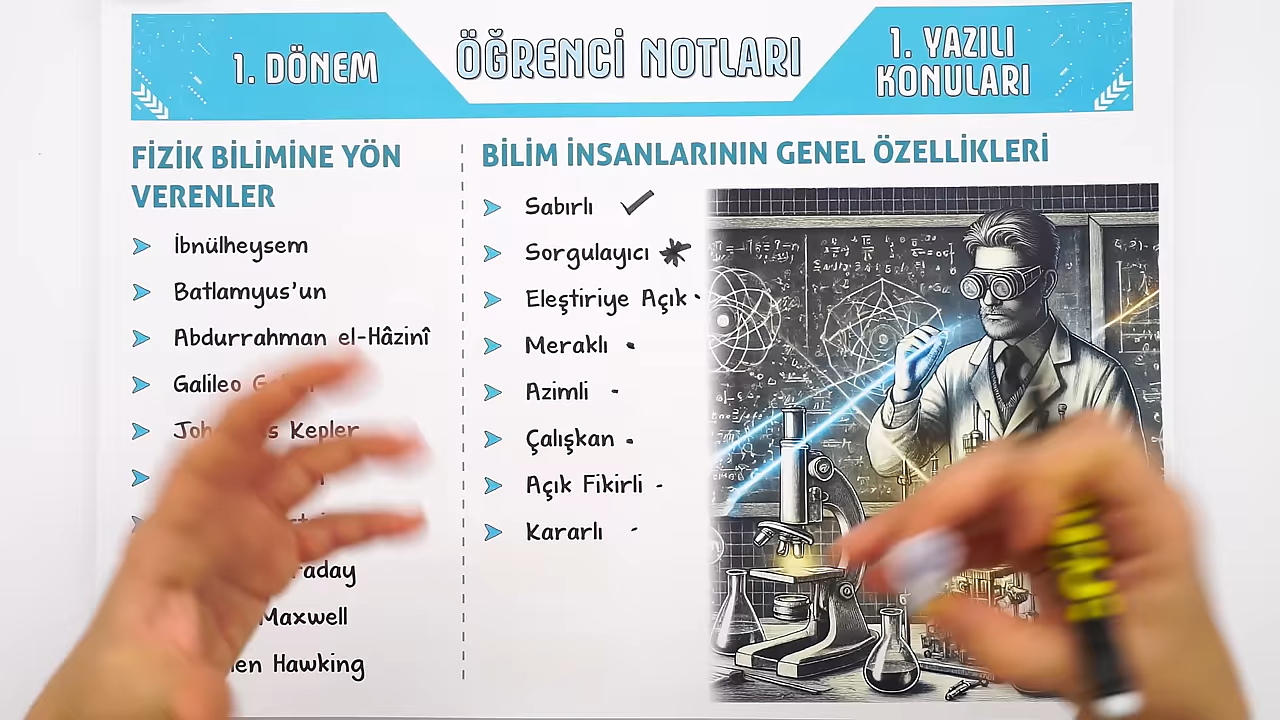 1. DÖNEM
ÖĞRENCİ NOTLARI
1. YAZILI
KONULARI
FİZİK BİLİMİNE YÖN
VERENLER
İbnülheysem
Batlamyus'un
Abdurrahman el-Hâzinî
Galileo
Kepler
Maxwell
Hawking
BİLİM İNSANLARININ GENEL ÖZELLİKLERİ
Sabırlı
Sorgulayıcı
Eleştiriye Açık
Meraklı
Azimli
Çalışkan
Açık Fikirli
Kararlı